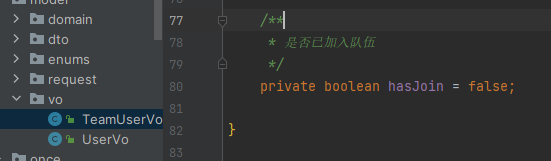 model
domain
dto
enums
request
vo
TeamUserVo
UserVo
once
77 /**
78 * 是否已加入队伍
79 */
80 private boolean hasJoin = false;
81
82 }
83